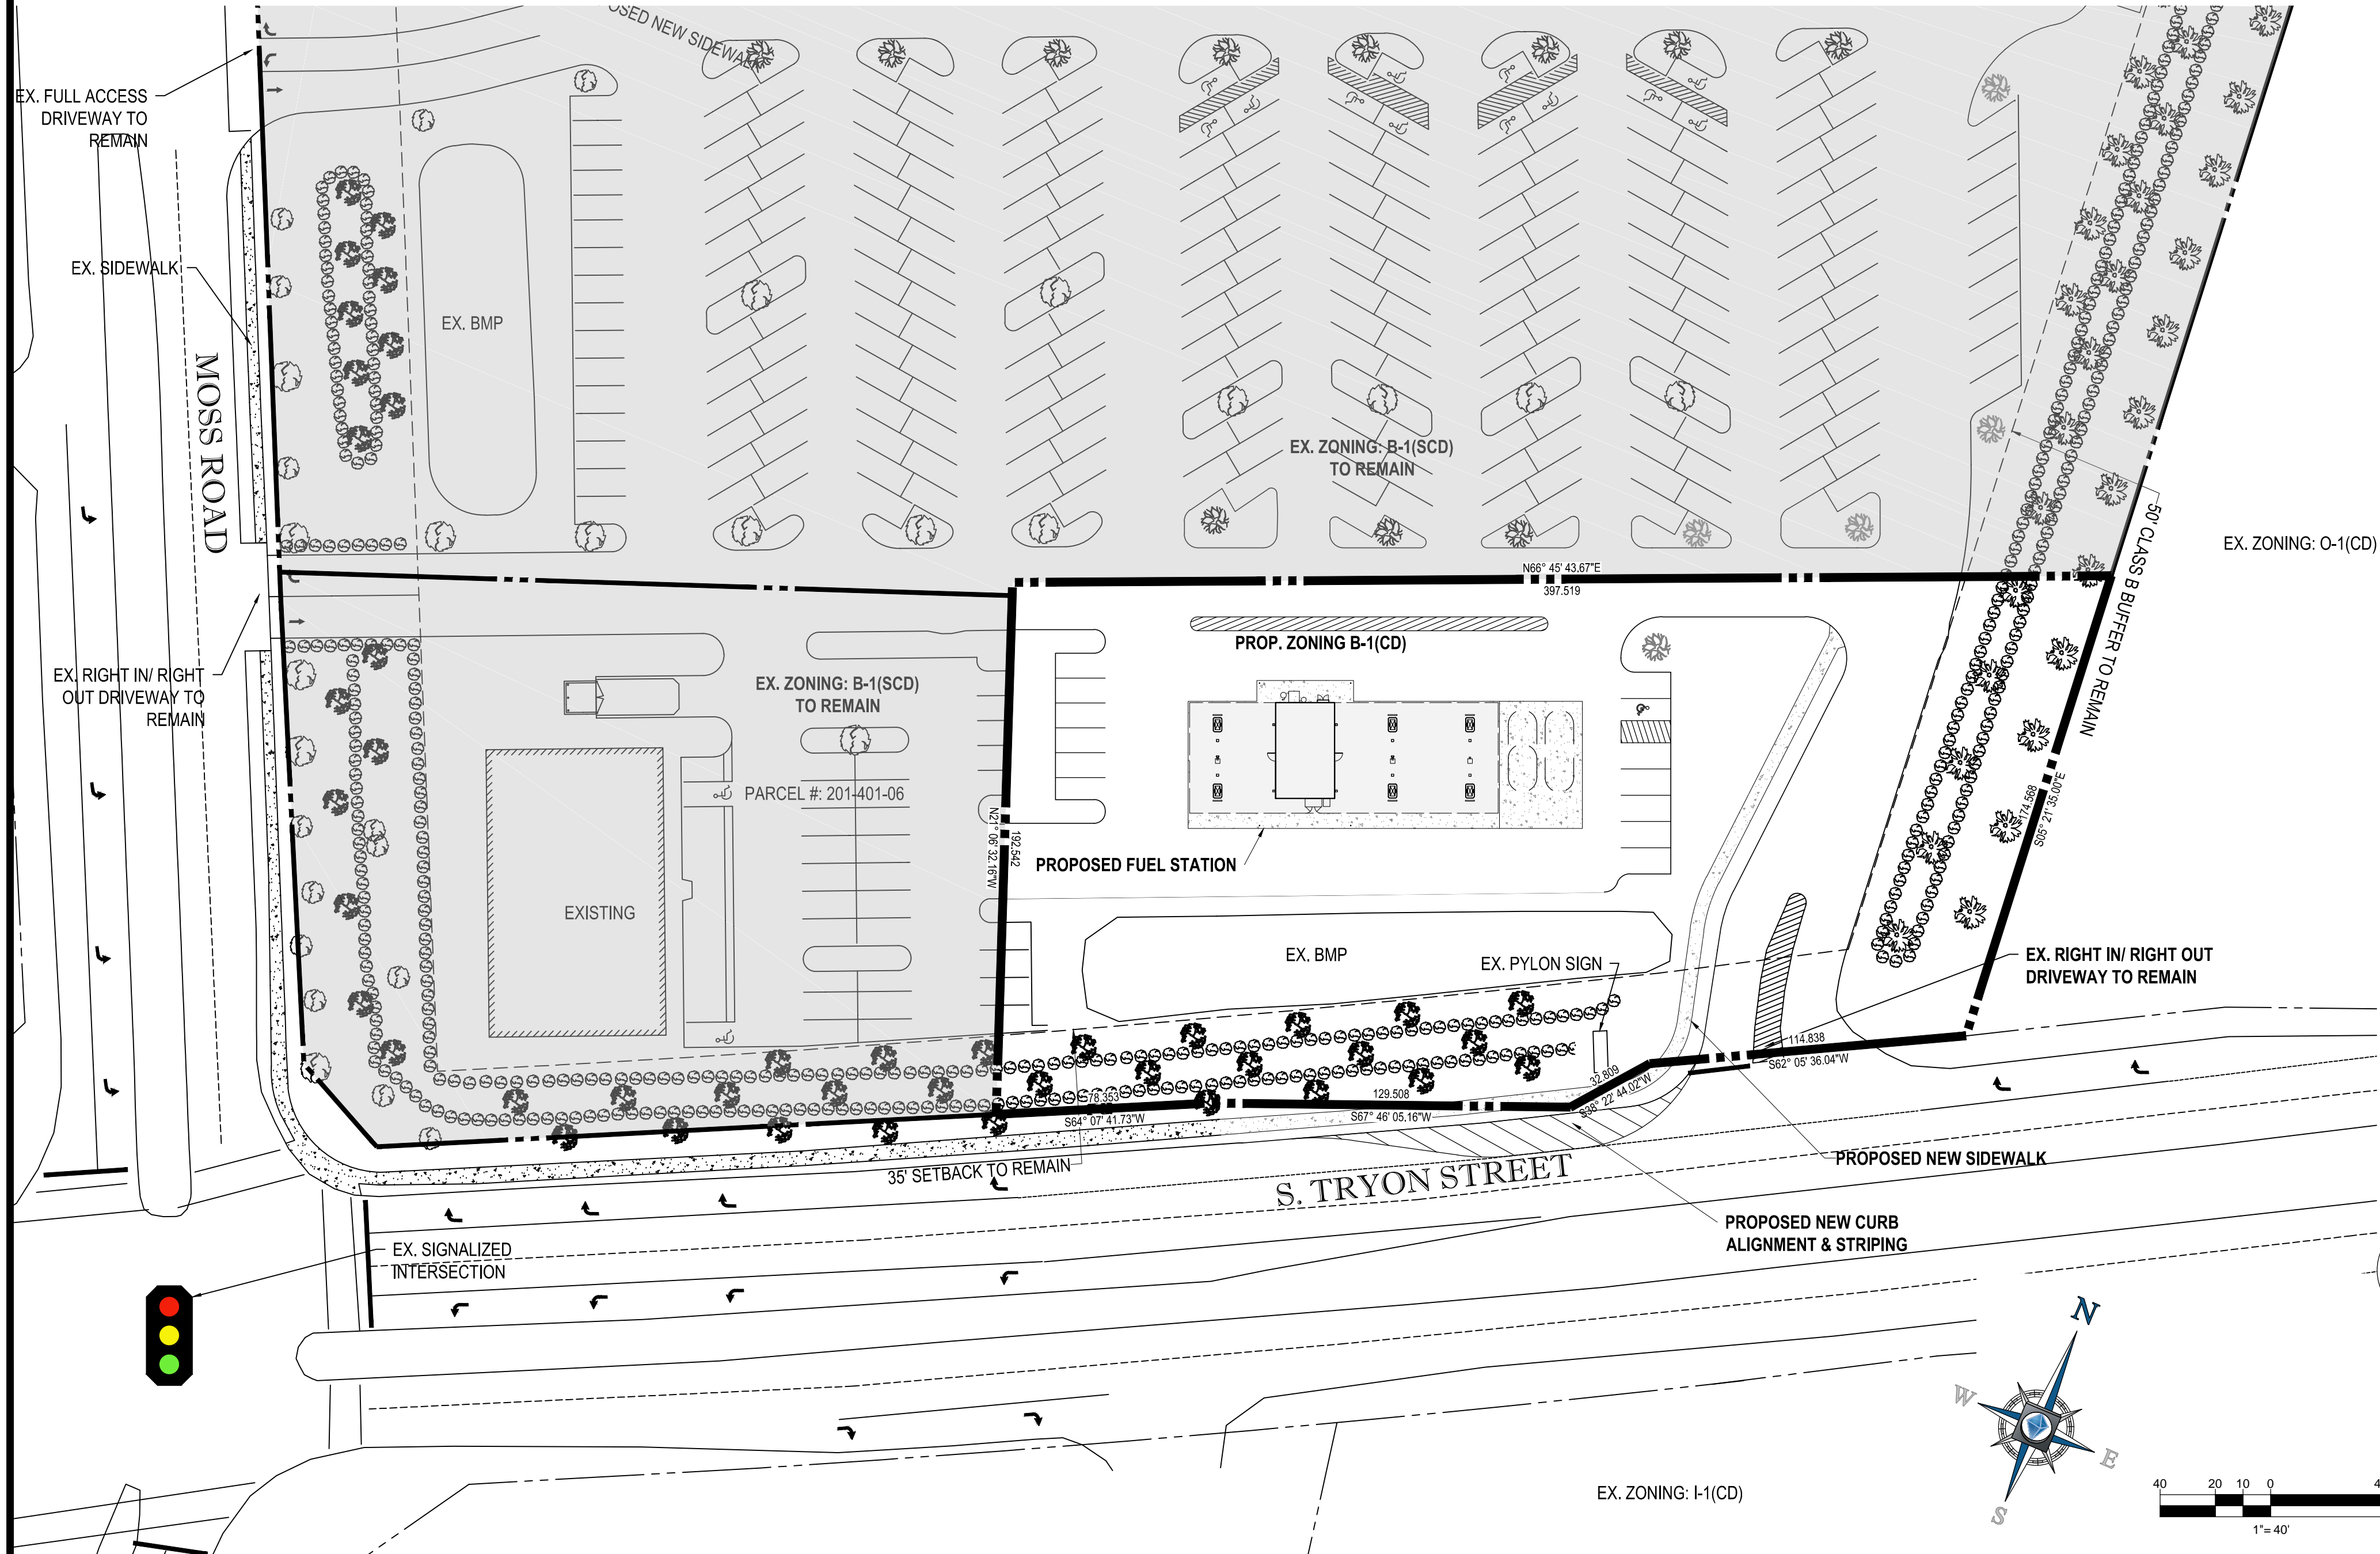 OSED NEW SIDEWALK
EX. FULL ACCESS
DRIVEWAY TO
REMAIN
EX. SIDEWALK
MOSS ROAD
EX. BMP
EX. ZONING: B-1(SCD)
TO REMAIN
50' CLASS B BUFFER TO REMAIN
EX. ZONING: O-1(CD)
N66° 45' 43.67"E
397.519
PROP. ZONING B-1(CD)
EX. RIGHT IN/ RIGHT
OUT DRIVEWAY TO
REMAIN
EX. ZONING: B-1(SCD)
TO REMAIN
PARCEL #: 201-401-06
N21° 06' 32.16"W
192.542
174.568
S05° 21' 35.00"E
PROPOSED FUEL STATION
EXISTING
EX. BMP
EX. PYLON SIGN
EX. RIGHT IN/ RIGHT OUT
DRIVEWAY TO REMAIN
114.838
S62° 05' 36.04"W
32.809
S38° 22' 44.02"W
78.353
S64° 07' 41.73"W
129.508
S67° 46' 05.16"W
35' SETBACK TO REMAIN
PROPOSED NEW SIDEWALK
S. TRYON STREET
PROPOSED NEW CURB
ALIGNMENT & STRIPING
EX. SIGNALIZED
INTERSECTION
N
W
E
S
EX. ZONING: I-1(CD)
40 20 10 0 4
1"= 40'